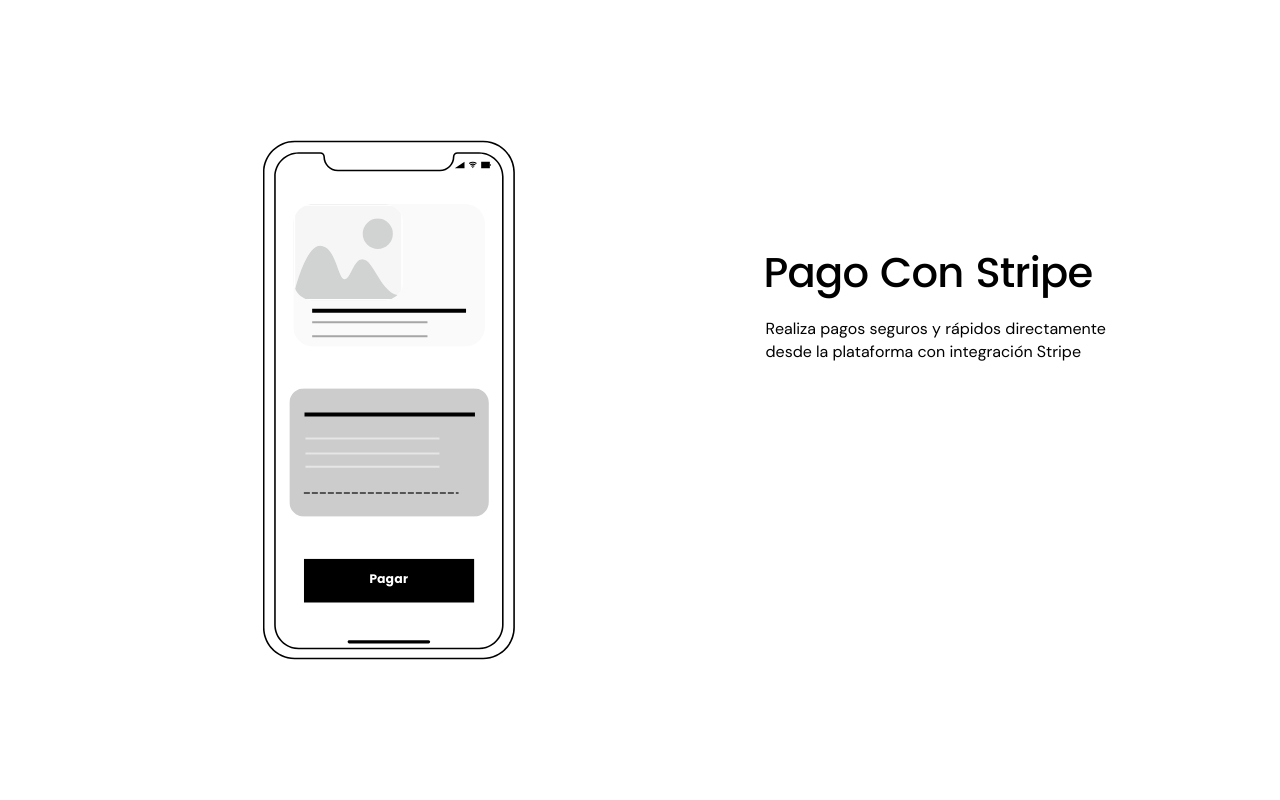 Pago Con Stripe
Realiza pagos seguros y rápidos directamente
desde la plataforma con integración Stripe
Pagar